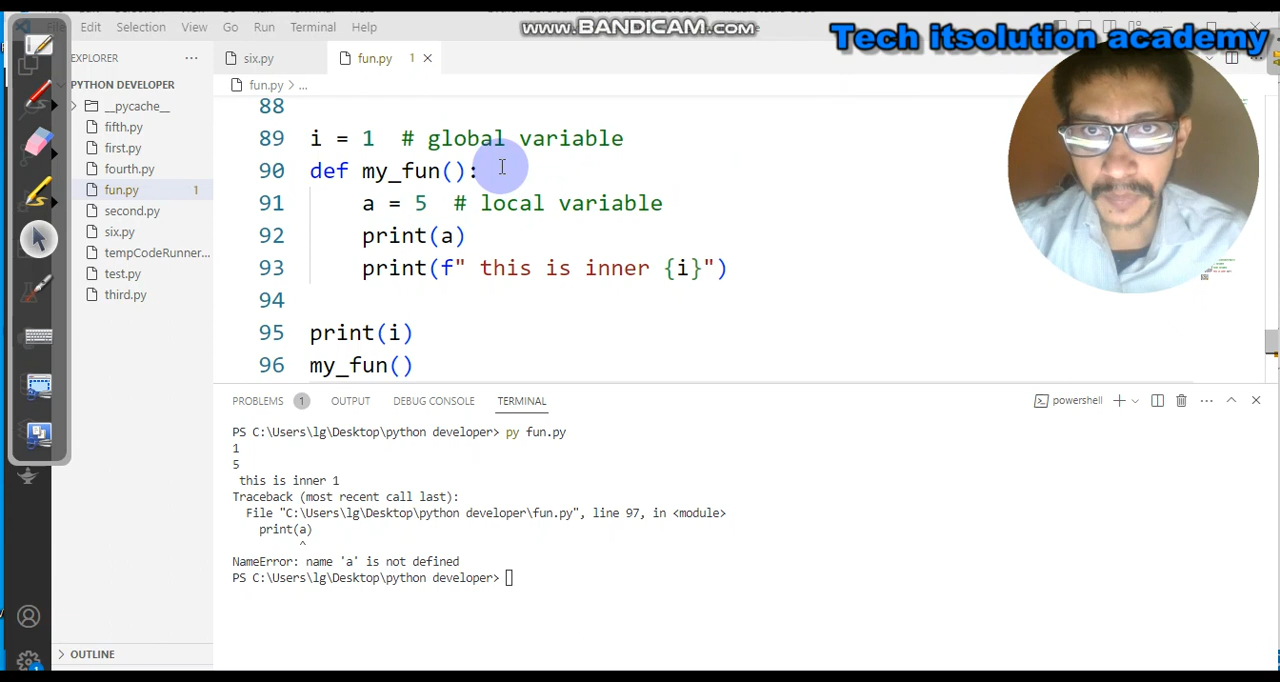 www.BANDICAM.com
Tech itsolution academy
File Edit Selection View Go Run Terminal Help
EXPLORER
six.py
fun.py 1
PYTHON DEVELOPER
fun.py > ...
__pycache__
fifth.py
first.py
fourth.py
fun.py 1
second.py
six.py
tempCodeRunner...
test.py
third.py
88
89 i = 1 # global variable
90 def my_fun():
91 a = 5 # local variable
92 print(a)
93 print(f" this is inner {i}")
94
95 print(i)
96 my_fun()
PROBLEMS 1 OUTPUT DEBUG CONSOLE TERMINAL
powershell
PS C:\Users\lg\Desktop\python developer> py fun.py
1
5
this is inner 1
Traceback (most recent call last):
File "C:\Users\lg\Desktop\python developer\fun.py", line 97, in <module>
print(a)
^
NameError: name 'a' is not defined
PS C:\Users\lg\Desktop\python developer>
OUTLINE